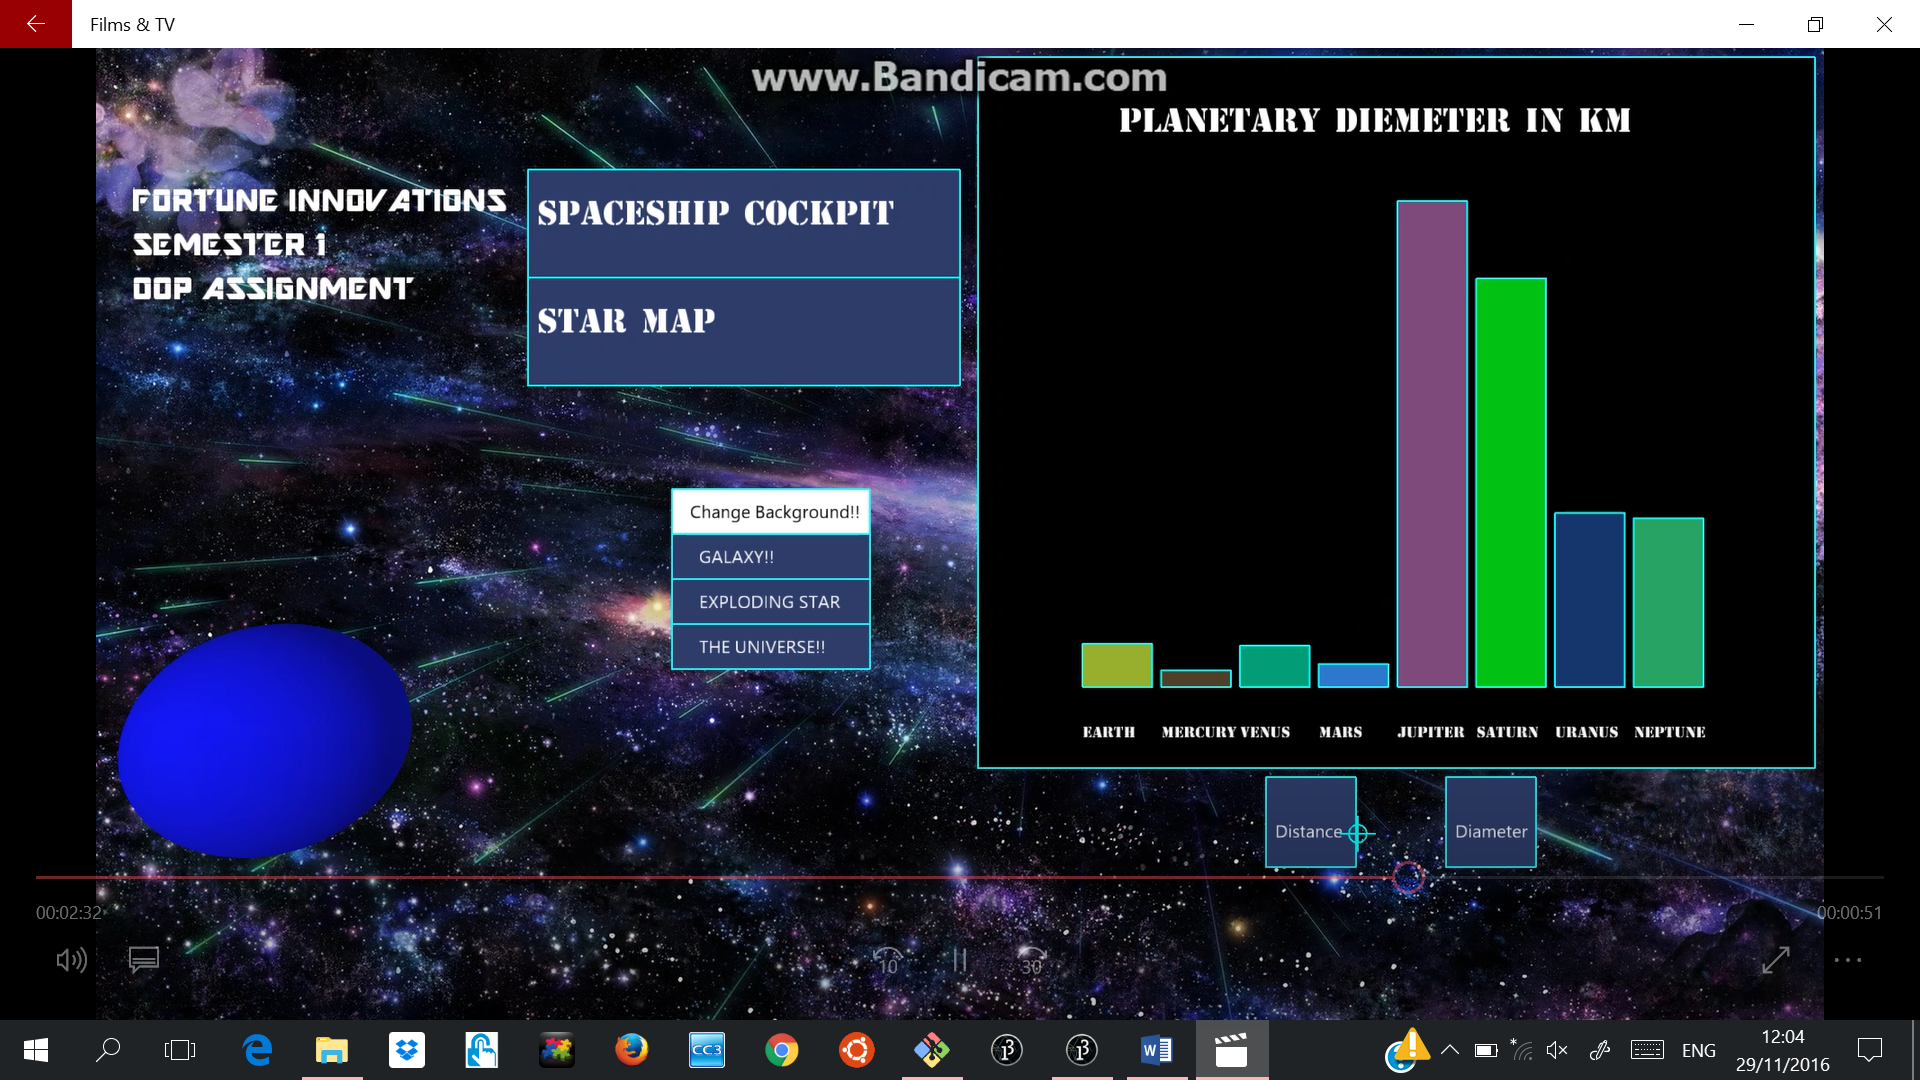 Films & TV
www.Bandicam.com
PLANETARY DIEMETER IN KM
FORTUNE INNOVATIONS
SEMESTER 1
OOP ASSIGNMENT
SPACESHIP COCKPIT
STAR MAP
Change Background!!
GALAXY!!
EXPLODING STAR
THE UNIVERSE!!
EARTH MERCURY VENUS MARS JUPITER SATURN URANUS NEPTUNE
Distance Diameter
00:02:32 00:00:51
10 30
CC3
ENG
12:04
29/11/2016